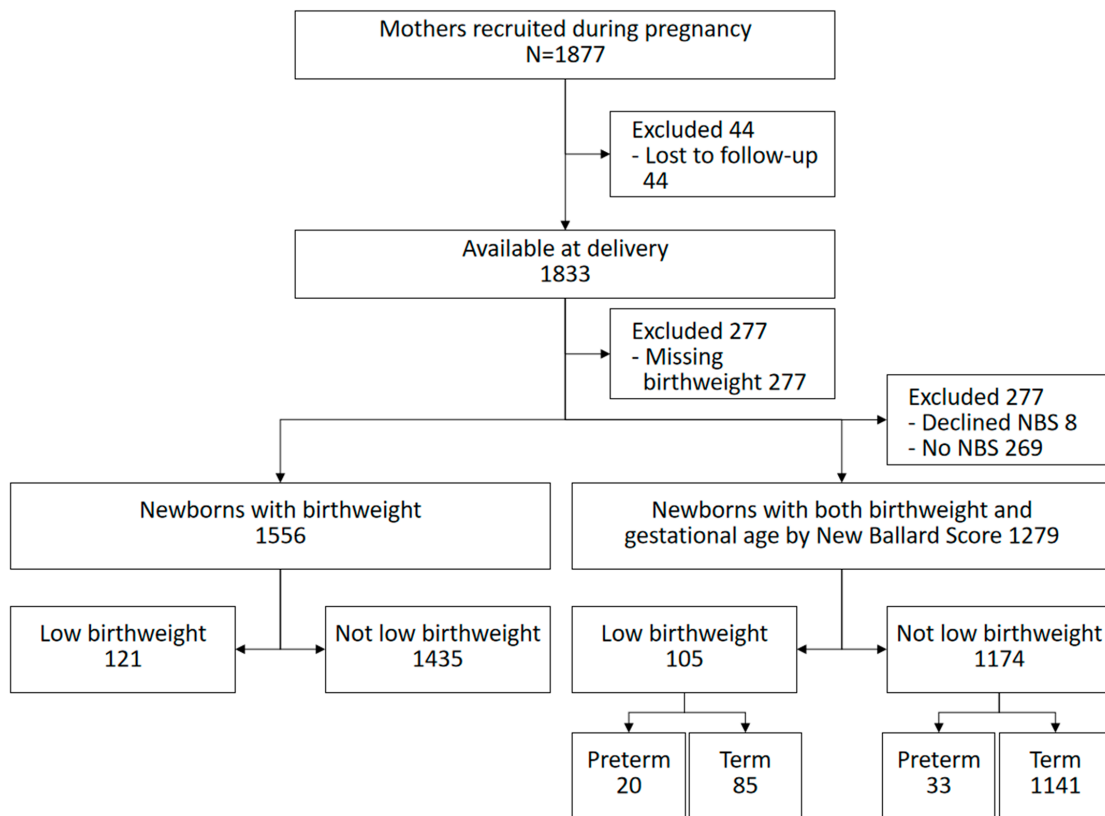 Mothers recruited during pregnancy
N=1877
Excluded 44
- Lost to follow-up
44
Available at delivery
1833
Excluded 277
- Missing
birthweight 277
Excluded 277
- Declined NBS 8
- No NBS 269
Newborns with birthweight
1556
Newborns with both birthweight and
gestational age by New Ballard Score 1279
Low birthweight
121
Not low birthweight
1435
Low birthweight
105
Not low birthweight
1174
Preterm
20
Term
85
Preterm
33
Term
1141